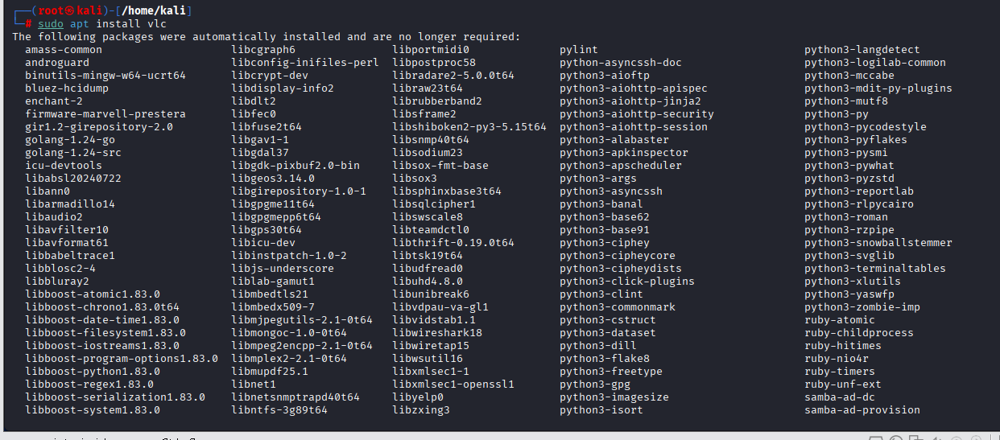 ┌──(root㉿kali)-[/home/kali]
└─# sudo apt install vlc
The following packages were automatically installed and are no longer required:
amass-common libcgraph6 libportmidi0 pylint python3-langdetect
androguard libconfig-inifiles-perl libpostproc58 python-asyncssh-doc python3-logilab-common
binutils-mingw-w64-ucrt64 libcrypt-dev libradare2-5.0.0t64 python3-aioftp python3-mccabe
bluez-hcidump libdisplay-info2 libraw23t64 python3-aiohttp-apispec python3-mdit-py-plugins
enchant-2 libdlt2 librubberband2 python3-aiohttp-jinja2 python3-mutf8
firmware-marvell-prestera libfec0 libsframe2 python3-aiohttp-security python3-py
gir1.2-girepository-2.0 libfuse2t64 libshiboken2-py3-5.15t64 python3-aiohttp-session python3-pycodestyle
golang-1.24-go libgav1-1 libsnmp40t64 python3-alabaster python3-pyflakes
golang-1.24-src libgdal37 libsodium23 python3-apkinspector python3-pysmi
icu-devtools libgdk-pixbuf2.0-bin libsox-fmt-base python3-apscheduler python3-pywhat
libabsl20240722 libgeos3.14.0 libsox3 python3-args python3-pyzstd
libann0 libgirepository-1.0-1 libsphinxbase3t64 python3-asyncssh python3-reportlab
libarmadillo14 libgpgme11t64 libsqlcipher1 python3-banal python3-rlpycairo
libaudio2 libgpgmepp6t64 libswscale8 python3-base62 python3-roman
libavfilter10 libgps30t64 libteamdctl0 python3-base91 python3-rzpipe
libavformat61 libicu-dev libthrift-0.19.0t64 python3-ciphey python3-snowballstemmer
libbabeltrace1 libinstpatch-1.0-2 libtsk19t64 python3-cipheycore python3-svglib
libblosc2-4 libjs-underscore libudfread0 python3-cipheydists python3-terminaltables
libbluray2 liblab-gamut1 libuhd4.8.0 python3-click-plugins python3-xlutils
libboost-atomic1.83.0 libmbedtls21 libunibreak6 python3-clint python3-yaswfp
libboost-chrono1.83.0t64 libmbedx509-7 libvdpau-va-gl1 python3-commonmark python3-zombie-imp
libboost-date-time1.83.0 libmjpegutils-2.1-0t64 libvidstab1.1 python3-cstruct ruby-atomic
libboost-filesystem1.83.0 libmongoc-1.0-0t64 libwireshark18 python3-dataset ruby-childprocess
libboost-iostreams1.83.0 libmpeg2encpp-2.1-0t64 libwiretap15 python3-dill ruby-hitimes
libboost-program-options1.83.0 libmplex2-2.1-0t64 libwsutil16 python3-flake8 ruby-nio4r
libboost-python1.83.0 libmupdf25.1 libxmlsec1-1 python3-freetype ruby-timers
libboost-regex1.83.0 libnet1 libxmlsec1-openssl1 python3-gpg ruby-unf-ext
libboost-serialization1.83.0 libnetsnmptrapd40t64 libyelp0 python3-imagesize samba-ad-dc
libboost-system1.83.0 libntfs-3g89t64 libzxing3 python3-isort samba-ad-provision